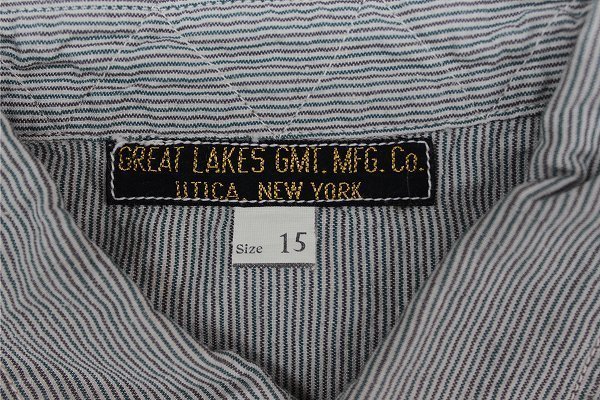 GREAT LAKES GMT. MFG. Co.
UTICA, NEW YORK
Size 15